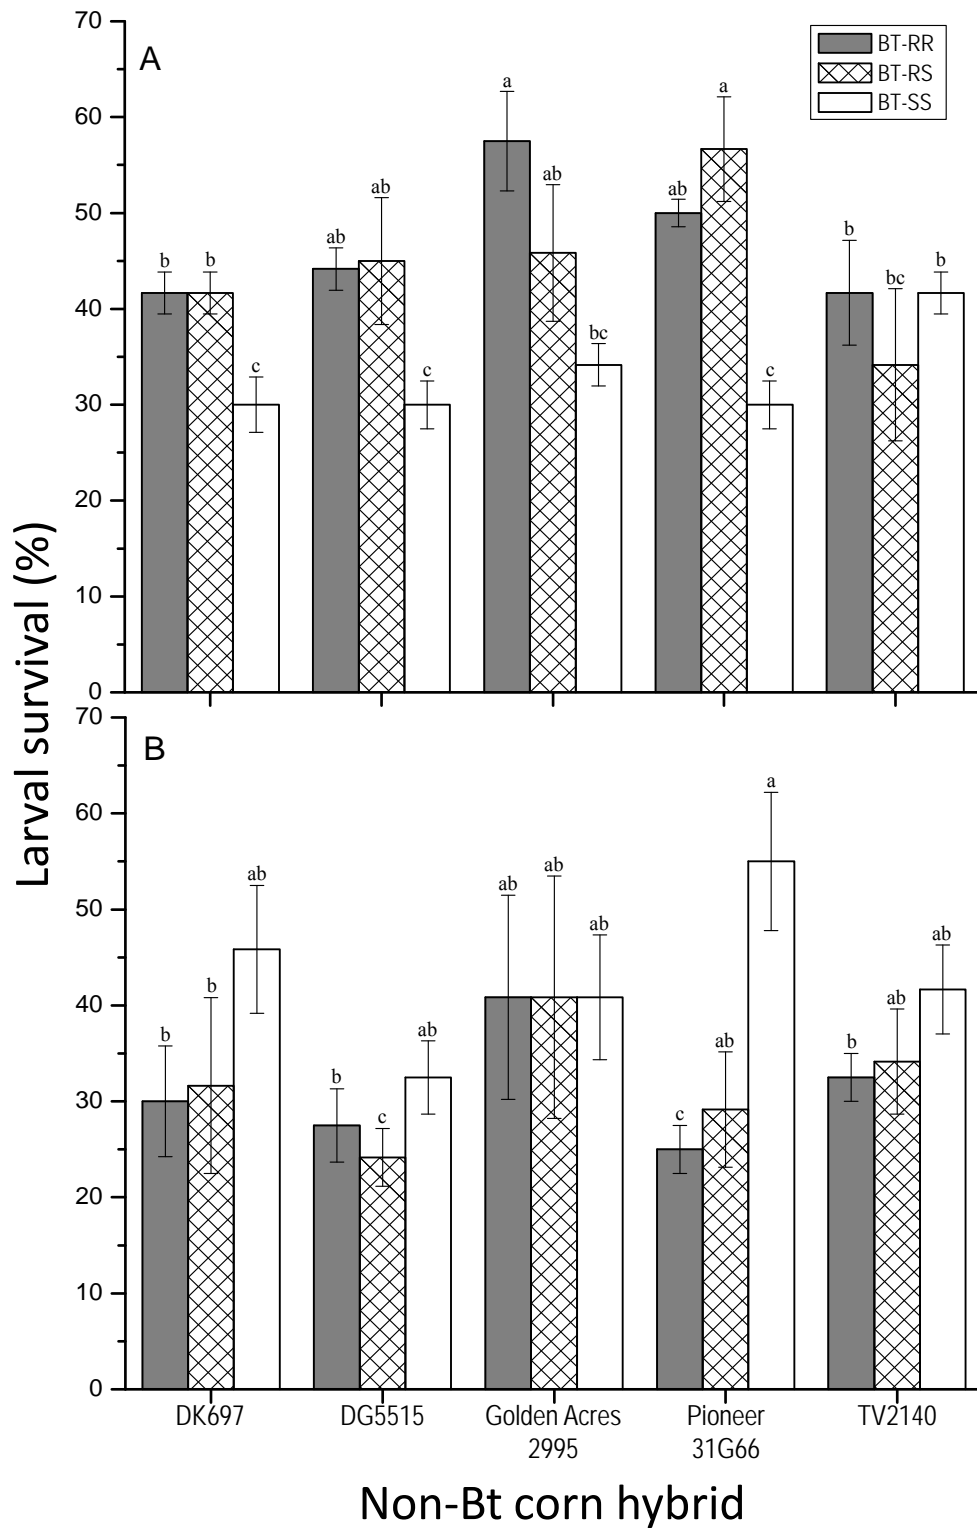 70
A
BT-RR
BT-RS
BT-SS
60
50
40
30
20
10
0
a
a
ab
ab
ab
ab
b
b
b
b
bc
bc
c
c
c
Larval survival (%)
70
B
60
50
40
30
20
10
0
a
ab
ab
ab
ab
ab
b
b
ab
ab
ab
b
c
c
b
DK697
DG5515
Golden Acres
2995
Pioneer
31G66
TV2140
Non-Bt corn hybrid